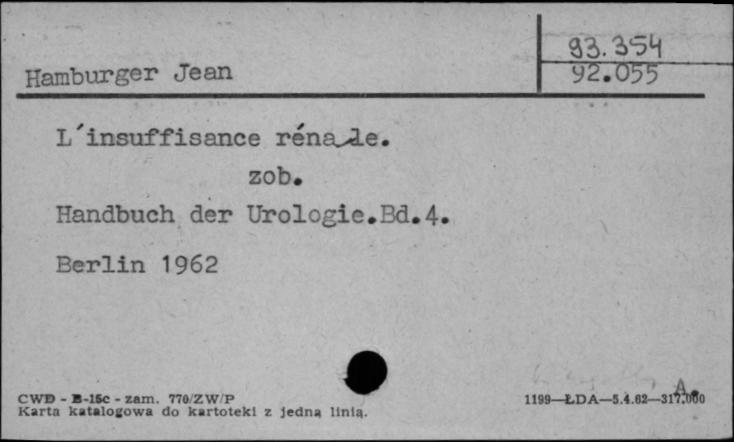 93.354
Hamburger Jean
92.055
L'insuffisance rénale.
zob.
Handbuch der Urologie.Bd.4.
Berlin 1962
A.
CWD - B-15c - zam. 770/ZW/P
1199—ŁDA—5.4.62—317.000
Karta katalogowa do kartoteki z jedną linią.